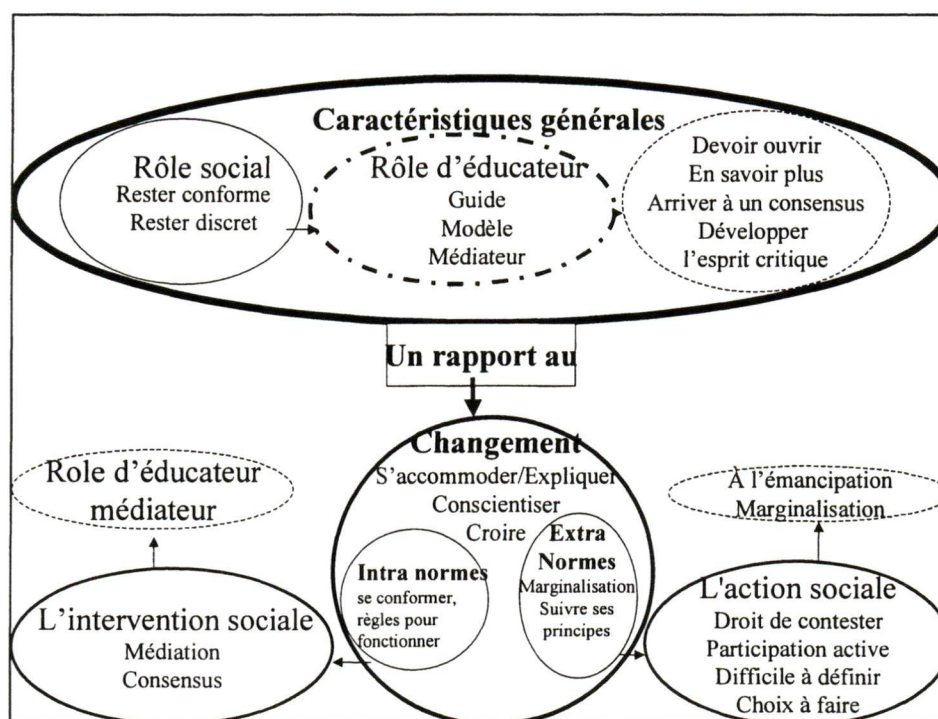 Caractéristiques générales
Rôle social
Rester conforme
Rester discret
Rôle d'éducateur
Guide
Modèle
Médiateur
Devoir ouvrir
En savoir plus
Arriver à un consensus
Développer
l'esprit critique
Un rapport au
Changement
S'accommoder/Expliquer
Conscientiser
Croire
Intra normes
se conformer,
règles pour
fonctionner
Extra
Normes
Marginalisation
Suivre ses
principes
Role d'éducateur
médiateur
L'intervention sociale
Médiation
Consensus
À l'émancipation
Marginalisation
L'action sociale
Droit de contester
Participation active
Difficile à définir
Choix à faire